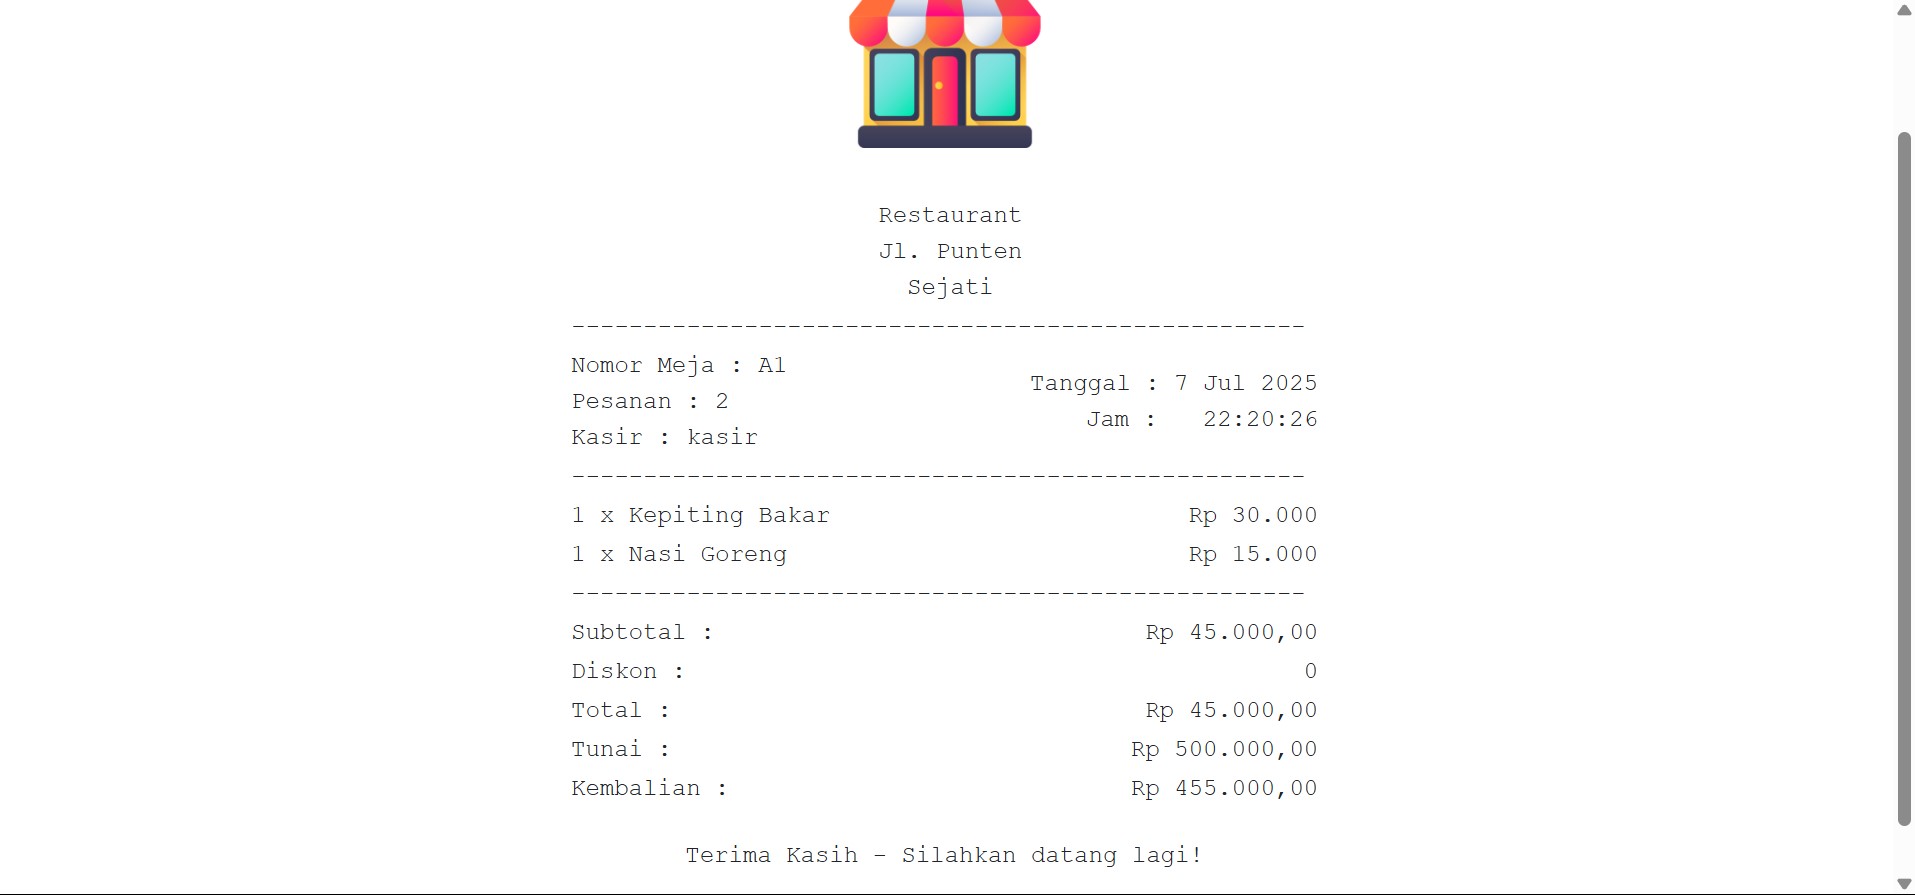 Restaurant
Jl. Punten
Sejati
---------------------------------------------------
Nomor Meja : A1
Pesanan : 2
Kasir : kasir
Tanggal : 7 Jul 2025
Jam : 22:20:26
---------------------------------------------------
1 x Kepiting Bakar Rp 30.000
1 x Nasi Goreng Rp 15.000
---------------------------------------------------
Subtotal : Rp 45.000,00
Diskon : 0
Total : Rp 45.000,00
Tunai : Rp 500.000,00
Kembalian : Rp 455.000,00
Terima Kasih - Silahkan datang lagi!